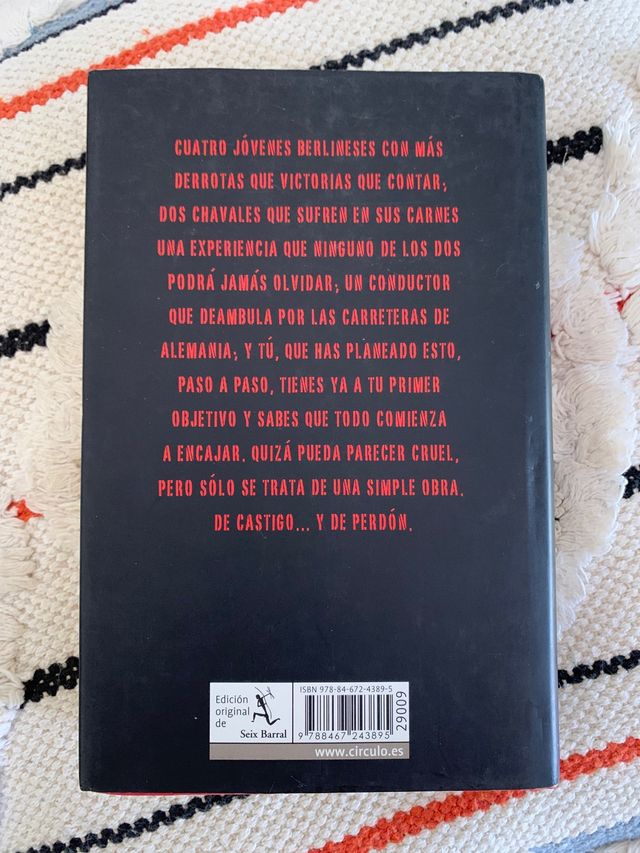 CUATRO JÓVENES BERLINESES CON MÁS
DERROTAS QUE VICTORIAS QUE CONTAR;
DOS CHAVALES QUE SUFREN EN SUS CARNES
UNA EXPERIENCIA QUE NINGUNO DE LOS DOS
PODRÁ JAMÁS OLVIDAR; UN CONDUCTOR
QUE DEAMBULA POR LAS CARRETERAS DE
ALEMANIA; Y TÚ, QUE HAS PLANEADO ESTO,
PASO A PASO, TIENES YA A TU PRIMER
OBJETIVO Y SABES QUE TODO COMIENZA
A ENCAJAR. QUIZÁ PUEDA PARECER CRUEL,
PERO SÓLO SE TRATA DE UNA SIMPLE OBRA.
DE CASTIGO... Y DE PERDÓN.
Edición
original
de
Seix Barral
ISBN 978-84-672-4389-5
29009
9 788467 243895
www.circulo.es